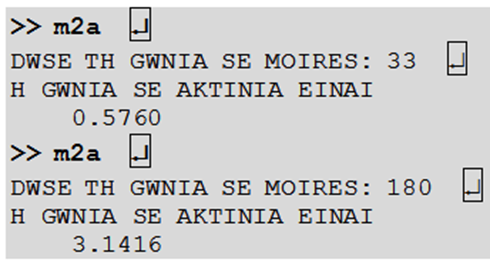 >> m2a ↵
DWSE TH GWNIA SE MOIRES: 33 ↵
H GWNIA SE AKTINIA EINAI
0.5760
>> m2a ↵
DWSE TH GWNIA SE MOIRES: 180 ↵
H GWNIA SE AKTINIA EINAI
3.1416